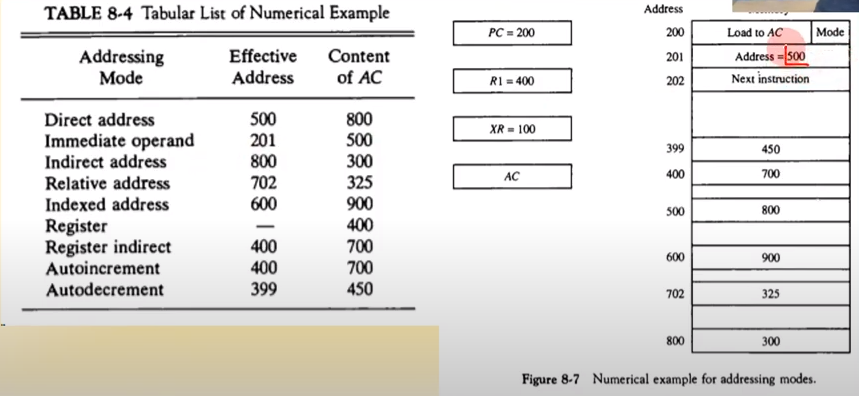 TABLE 8-4 Tabular List of Numerical Example
Addressing Mode Effective Address Content of AC
Direct address 500 800
Immediate operand 201 500
Indirect address 800 300
Relative address 702 325
Indexed address 600 900
Register — 400
Register indirect 400 700
Autoincrement 400 700
Autodecrement 399 450
PC = 200
R1 = 400
XR = 100
AC
Address
200 Load to AC Mode
201 Address = 500
202 Next instruction
399 450
400 700
500 800
600 900
702 325
800 300
Figure 8-7 Numerical example for addressing modes.